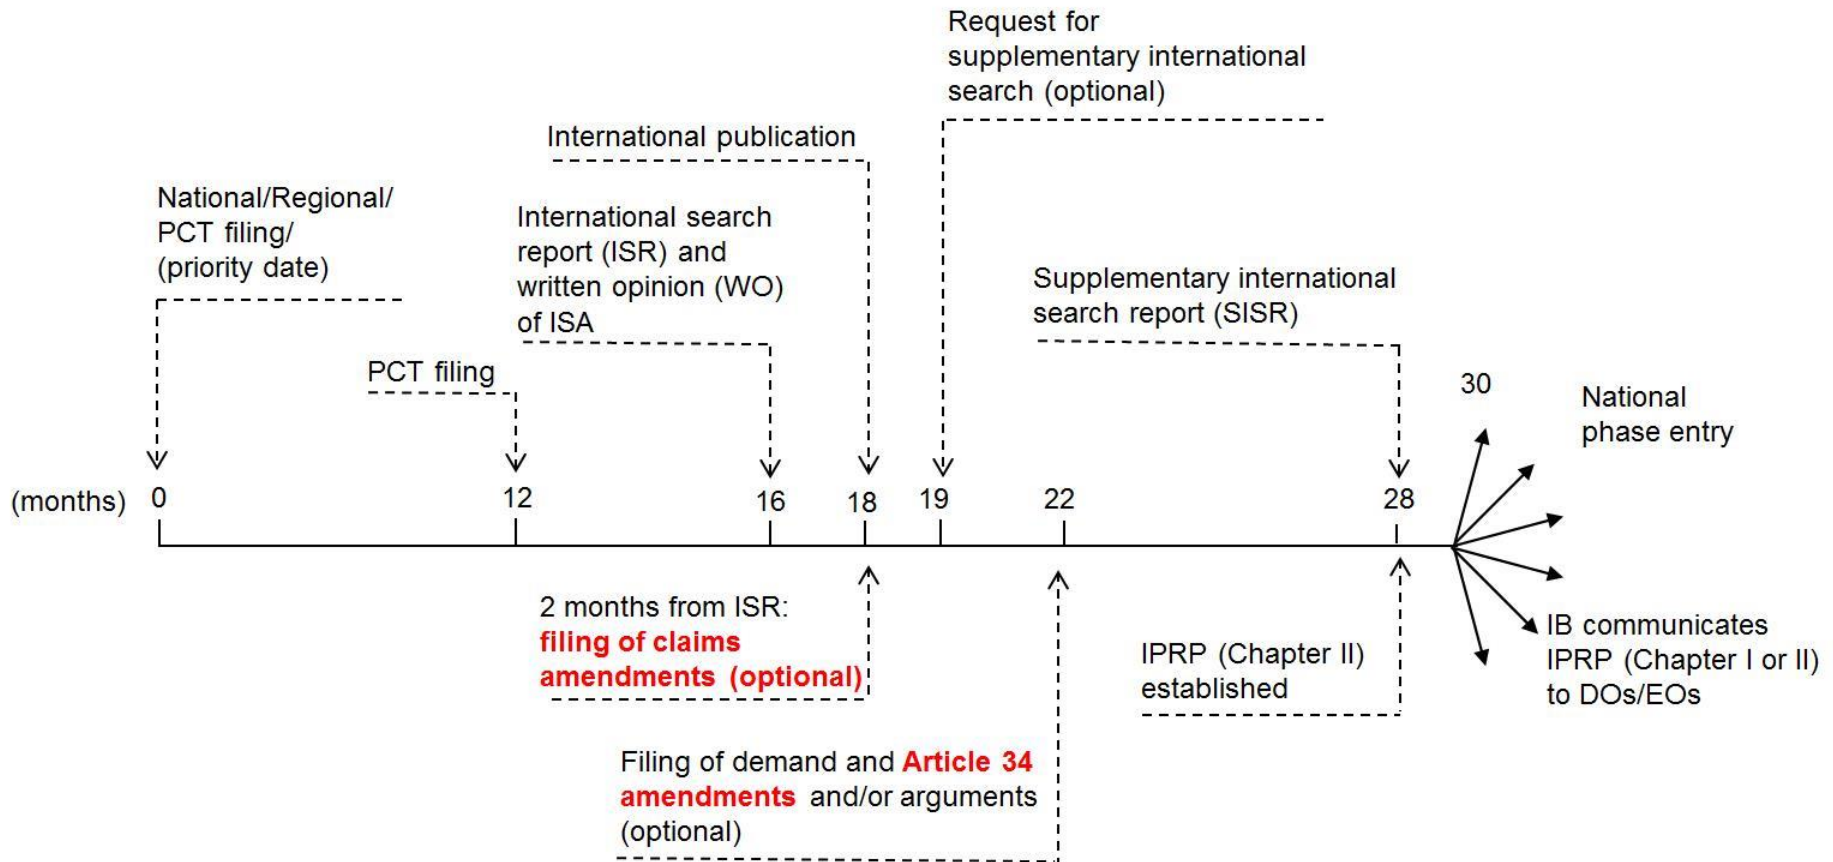 Request for
supplementary international
search (optional)
International publication
National/Regional/
PCT filing/
(priority date)
International search
report (ISR) and
written opinion (WO)
of ISA
Supplementary international
search report (SISR)
PCT filing
30
National
phase entry
(months) 0 12 16 18 19 22 28
2 months from ISR:
filing of claims
amendments (optional)
IPRP (Chapter II)
established
IB communicates
IPRP (Chapter I or II)
to DOs/EOs
Filing of demand and Article 34
amendments and/or arguments
(optional)